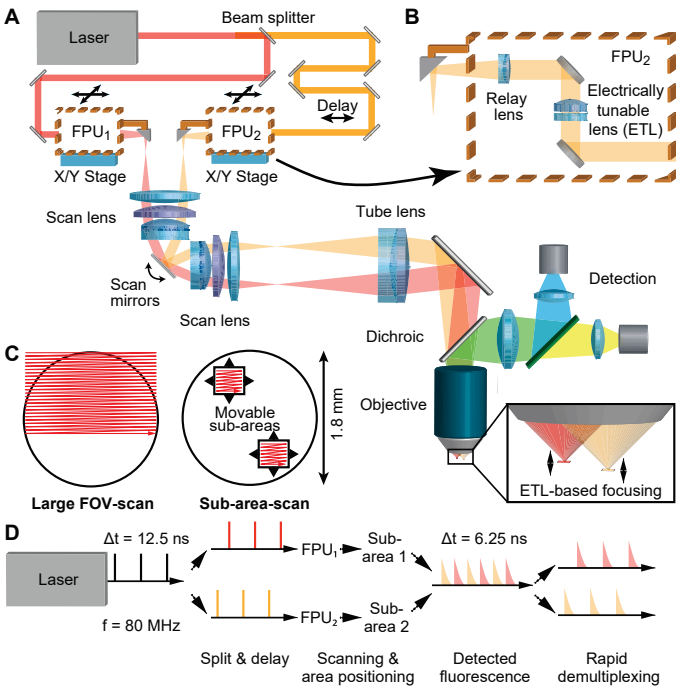 A
Beam splitter
Laser
FPU₁
FPU₂
Delay
X/Y Stage
X/Y Stage
B
FPU₂
Relay
lens
Electrically
tunable
lens (ETL)
Scan lens
Tube lens
Scan
mirrors
Scan lens
Detection
Dichroic
Objective
ETL-based focusing
C
Movable
sub-areas
1.8 mm
Large FOV-scan
Sub-area-scan
D
Laser
Δt = 12.5 ns
f = 80 MHz
FPU₁
Sub-
area 1
FPU₂
Sub-
area 2
Δt = 6.25 ns
Split & delay
Scanning &
area positioning
Detected
fluorescence
Rapid
demultiplexing